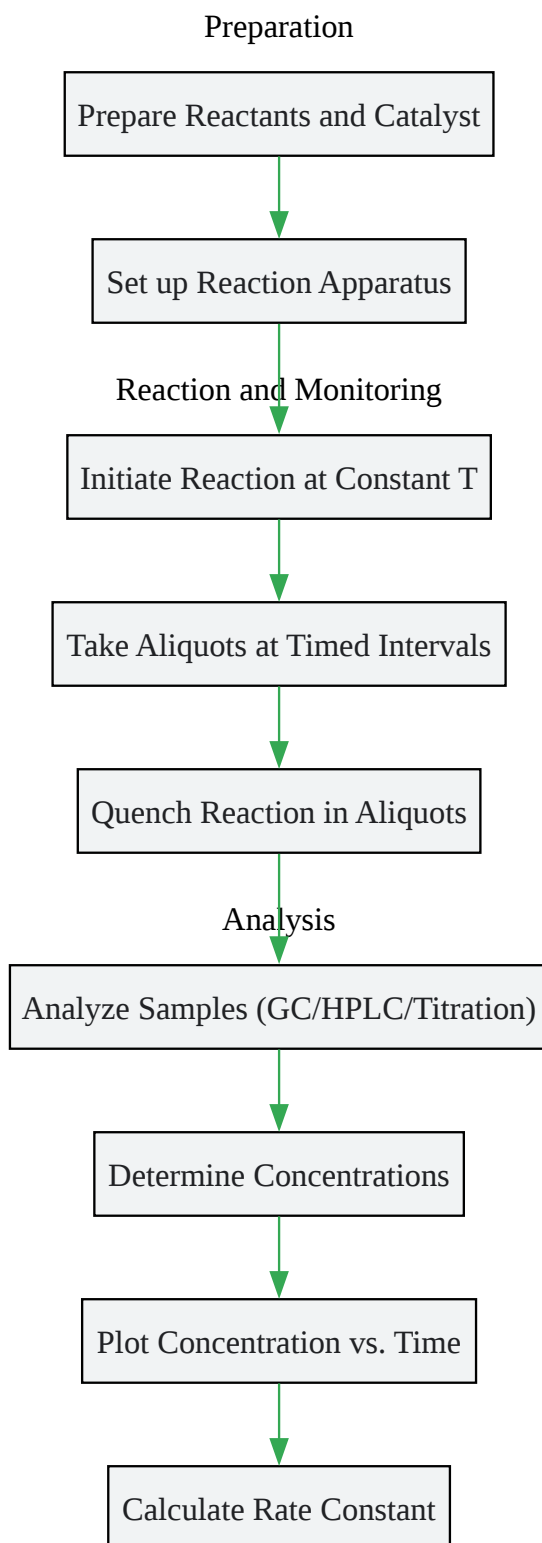 Preparation
Prepare Reactants and Catalyst
Set up Reaction Apparatus
Reaction and Monitoring
Initiate Reaction at Constant T
Take Aliquots at Timed Intervals
Quench Reaction in Aliquots
Analysis
Analyze Samples (GC/HPLC/Titration)
Determine Concentrations
Plot Concentration vs. Time
Calculate Rate Constant